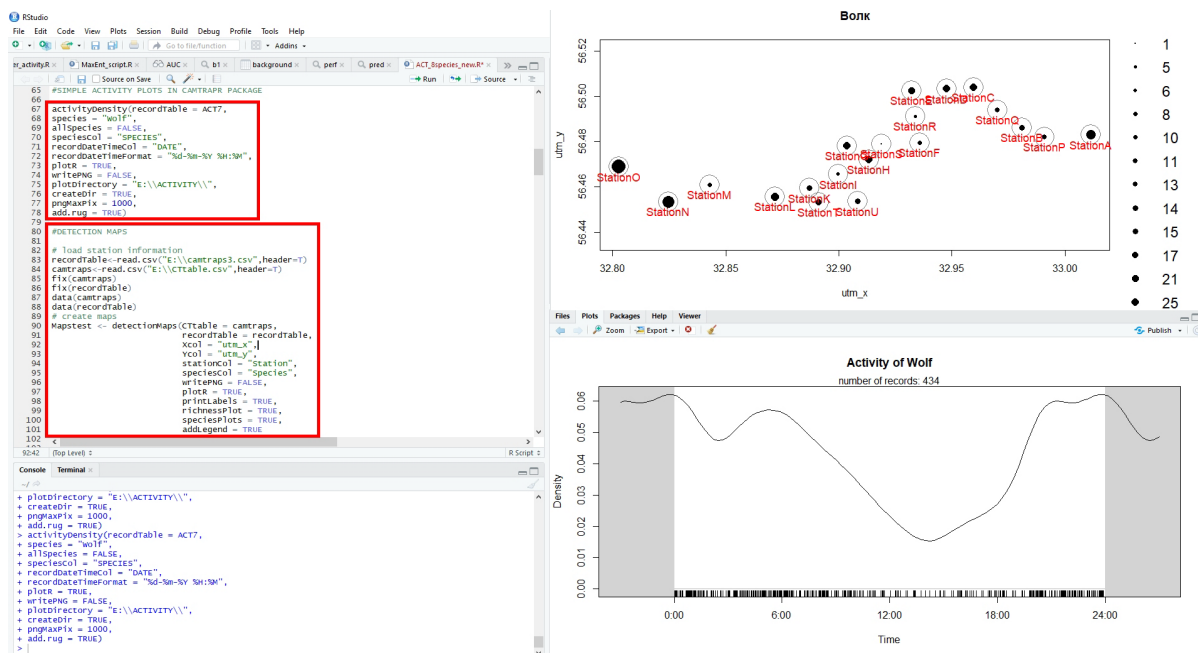 RStudio
File Edit Code View Plots Session Build Debug Profile Tools Help
Go to file/function Addins
er_activity.R MaxEnt_script.R AUC b1 background perf pred ACT_8species_new.R*
Source on Save Run Source
65 #SIMPLE ACTIVITY PLOTS IN CAMTRAPR PACKAGE
66
67 activityDensity(recordTable = ACT7,
68 species = "Wolf",
69 allSpecies = FALSE,
70 speciesCol = "SPECIES",
71 recordDateTimeCol = "DATE",
72 recordDateTimeFormat = "%d-%m-%Y %H:%M",
73 plotR = TRUE,
74 writePNG = FALSE,
75 plotDirectory = "E:\\ACTIVITY\\",
76 createDir = TRUE,
77 pngMaxPix = 1000,
78 add.rug = TRUE)
79
80 #DETECTION MAPS
81
82 # load station information
83 recordTable<-read.csv("E:\\camtraps3.csv",header=T)
84 camtraps<-read.csv("E:\\CTtable.csv",header=T)
85 fix(camtraps)
86 fix(recordTable)
87 data(camtraps)
88 data(recordTable)
89 # create maps
90 Mapstest <- detectionMaps(CTtable = camtraps,
91 recordTable = recordTable,
92 Xcol = "utm_x",
93 Ycol = "utm_y",
94 stationCol = "Station",
95 speciesCol = "Species",
96 writePNG = FALSE,
97 plotR = TRUE,
98 printLabels = TRUE,
99 richnessPlot = TRUE,
100 speciesPlots = TRUE,
101 addLegend = TRUE
102
92:42 (Top Level) R Script
Console Terminal
~/
+ plotDirectory = "E:\\ACTIVITY\\",
+ createDir = TRUE,
+ pngMaxPix = 1000,
+ add.rug = TRUE)
> activityDensity(recordTable = ACT7,
+ species = "Wolf",
+ allSpecies = FALSE,
+ speciesCol = "SPECIES",
+ recordDateTimeCol = "DATE",
+ recordDateTimeFormat = "%d-%m-%Y %H:%M",
+ plotR = TRUE,
+ writePNG = FALSE,
+ plotDirectory = "E:\\ACTIVITY\\",
+ createDir = TRUE,
+ pngMaxPix = 1000,
+ add.rug = TRUE)
>
Волк
utm_y
56.52
56.50
56.48
56.46
56.44
StationC
StationQ
StationB
StationP
StationA
StationR
StationF
StationH
StationI
StationO
StationM
StationN
StationL
StationK
StationT
StationU
32.80 32.85 32.90 32.95 33.00
utm_x
1
5
6
8
10
11
13
14
15
17
21
25
Files Plots Packages Help Viewer
Zoom Export Publish
Activity of Wolf
number of records: 434
Density
0.06
0.05
0.04
0.03
0.02
0.01
0.00
0:00 6:00 12:00 18:00 24:00
Time